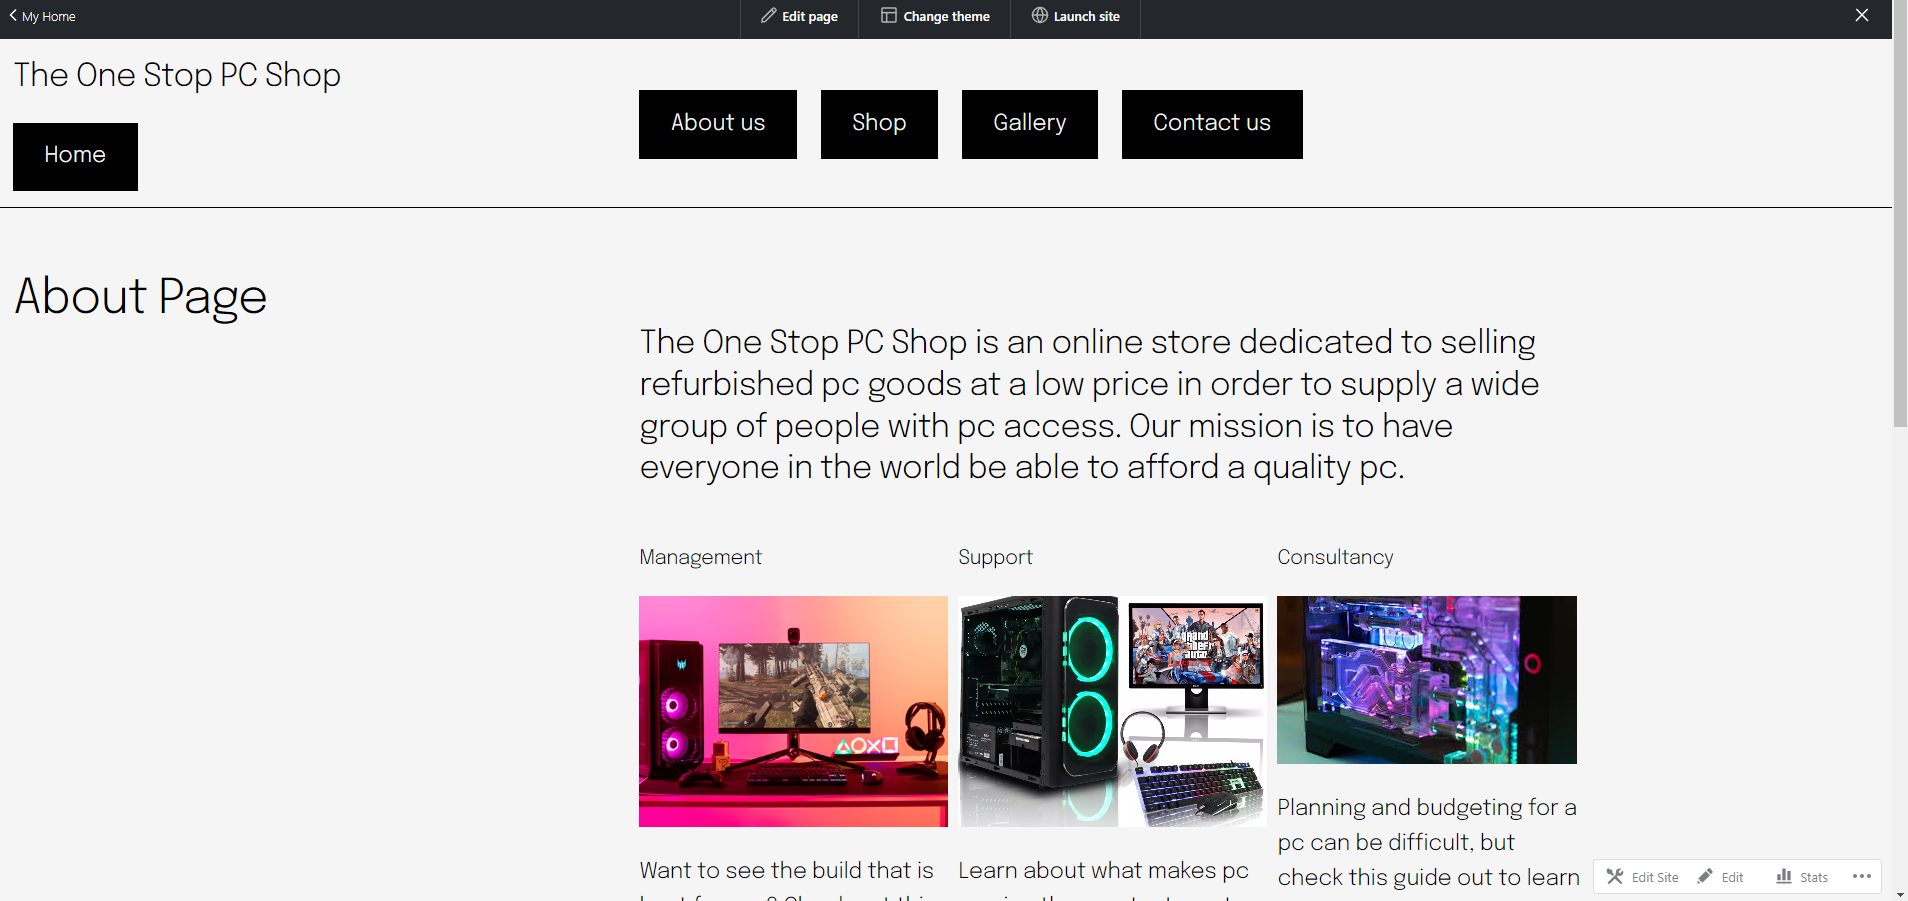 My Home
Edit page
Change theme
Launch site
The One Stop PC Shop
Home
About us
Shop
Gallery
Contact us
About Page
The One Stop PC Shop is an online store dedicated to selling
refurbished pc goods at a low price in order to supply a wide
group of people with pc access. Our mission is to have
everyone in the world be able to afford a quality pc.
Management
Support
grand
theft
auto
Consultancy
Want to see the build that is
Learn about what makes pc
Planning and budgeting for a
pc can be difficult, but
check this guide out to learn
Edit Site
Edit
Stats